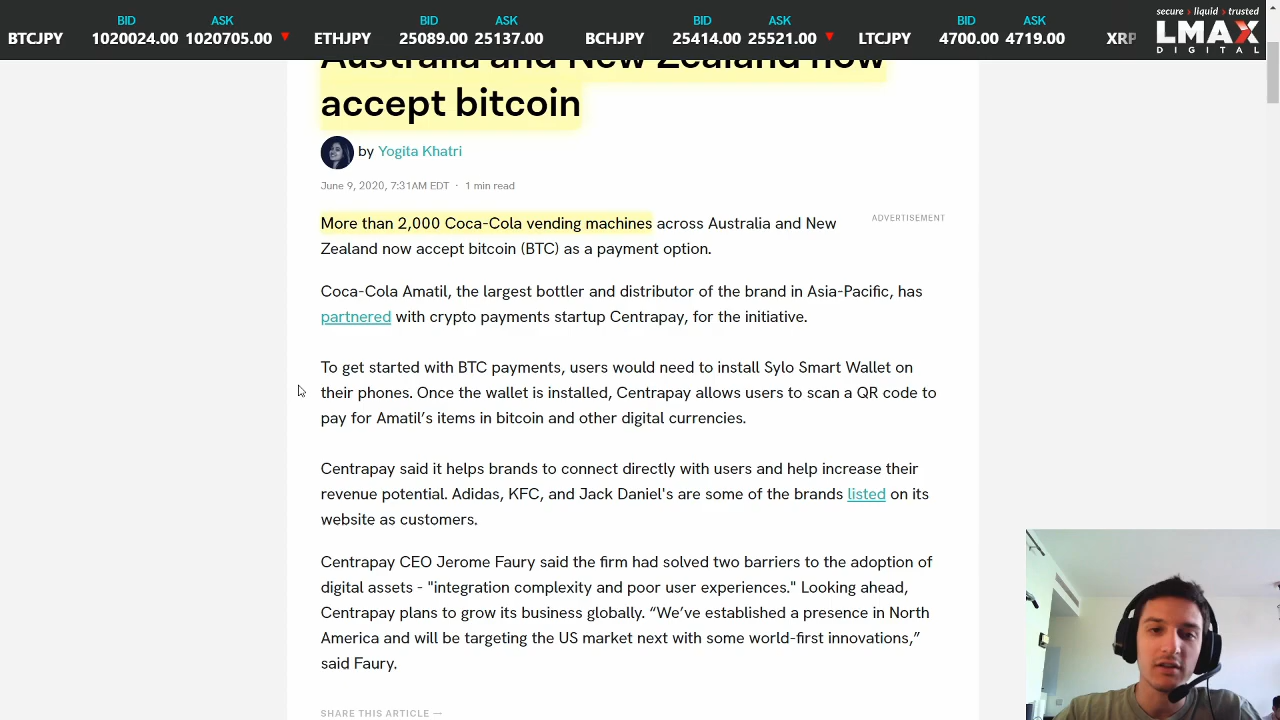 secure liquid trusted
BID ASK BID ASK BID ASK BID ASK
BTCJPY 1020024.00 1020705.00 ETHJPY 25089.00 25137.00 BCHJPY 25414.00 25521.00 LTCJPY 4700.00 4719.00 XRP
LMAX
DIGITAL
Australia and New Zealand now
accept bitcoin
by Yogita Khatri
June 9, 2020, 7:31AM EDT · 1 min read
More than 2,000 Coca-Cola vending machines across Australia and New
ADVERTISEMENT
Zealand now accept bitcoin (BTC) as a payment option.
Coca-Cola Amatil, the largest bottler and distributor of the brand in Asia-Pacific, has
partnered with crypto payments startup Centrapay, for the initiative.
To get started with BTC payments, users would need to install Sylo Smart Wallet on
their phones. Once the wallet is installed, Centrapay allows users to scan a QR code to
pay for Amatil’s items in bitcoin and other digital currencies.
Centrapay said it helps brands to connect directly with users and help increase their
revenue potential. Adidas, KFC, and Jack Daniel's are some of the brands listed on its
website as customers.
Centrapay CEO Jerome Faury said the firm had solved two barriers to the adoption of
digital assets - "integration complexity and poor user experiences." Looking ahead,
Centrapay plans to grow its business globally. “We’ve established a presence in North
America and will be targeting the US market next with some world-first innovations,”
said Faury.
SHARE THIS ARTICLE —